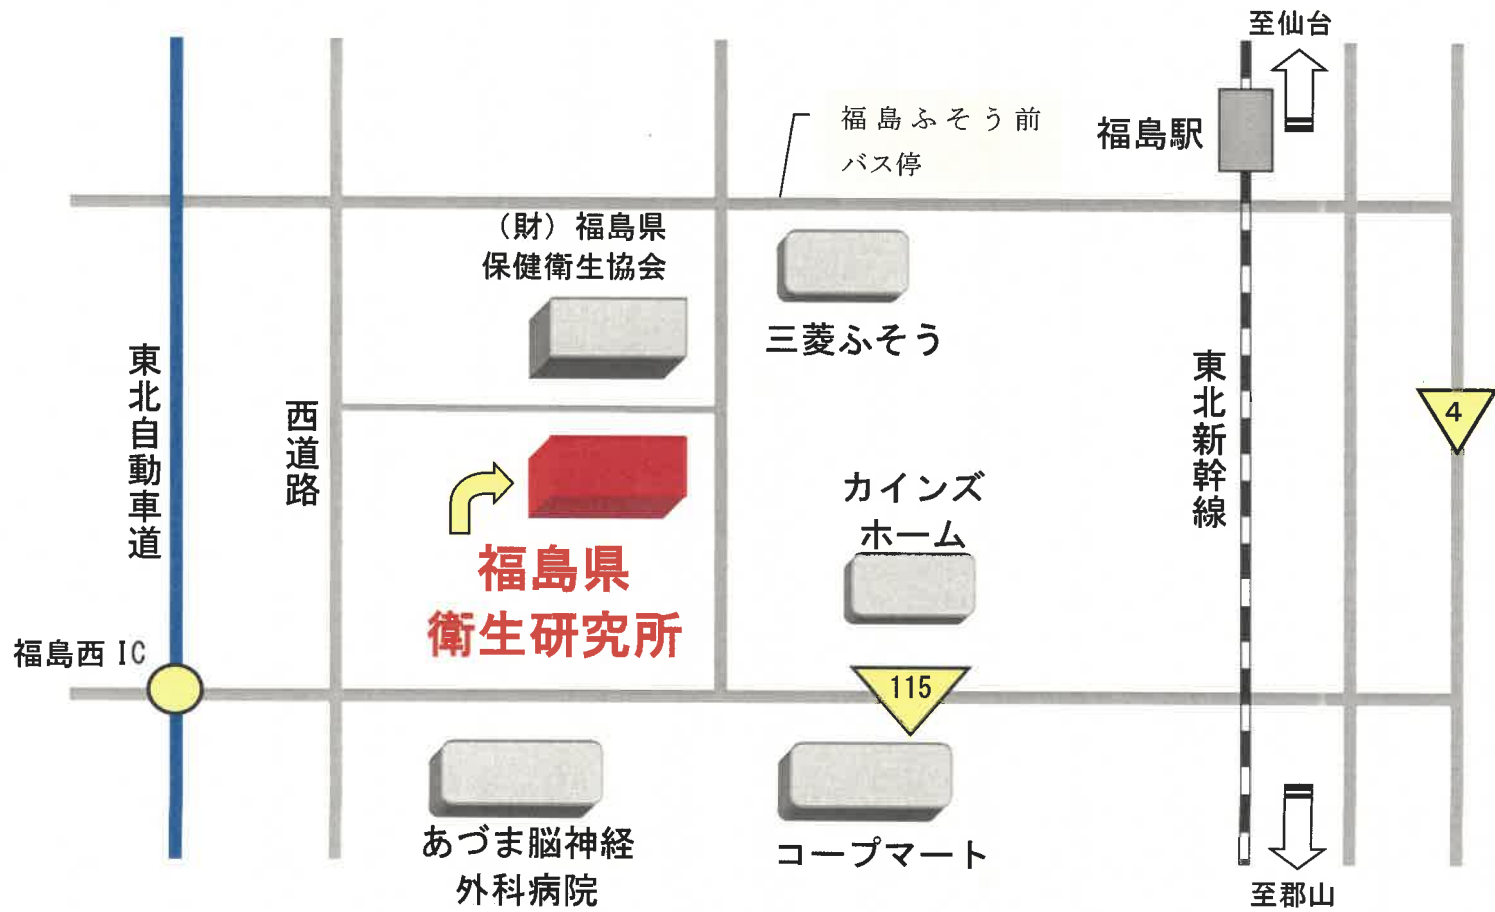 至仙台
福島ふそう前
バス停
福島駅
（財）福島県
保健衛生協会
三菱ふそう
東北自動車道
西道路
東北新幹線
4
カインズ
ホーム
福島県
衛生研究所
福島西 IC
115
あづま脳神経
外科病院
コープマート
至郡山